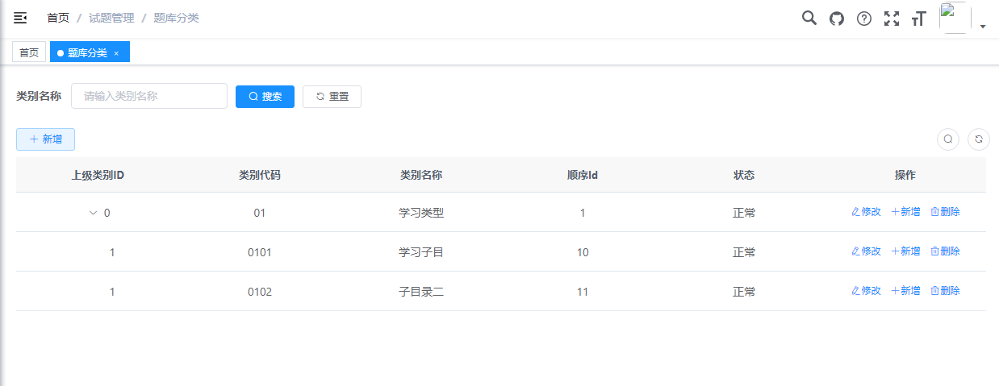 首页 / 试题管理 / 题库分类
首页 题库分类 ×
类别名称 请输入类别名称 搜索 重置
新增
上级类别ID 类别代码 类别名称 顺序Id 状态 操作
0 01 学习类型 1 正常 修改 新增 删除
1 0101 学习子目 10 正常 修改 新增 删除
1 0102 子目录二 11 正常 修改 新增 删除